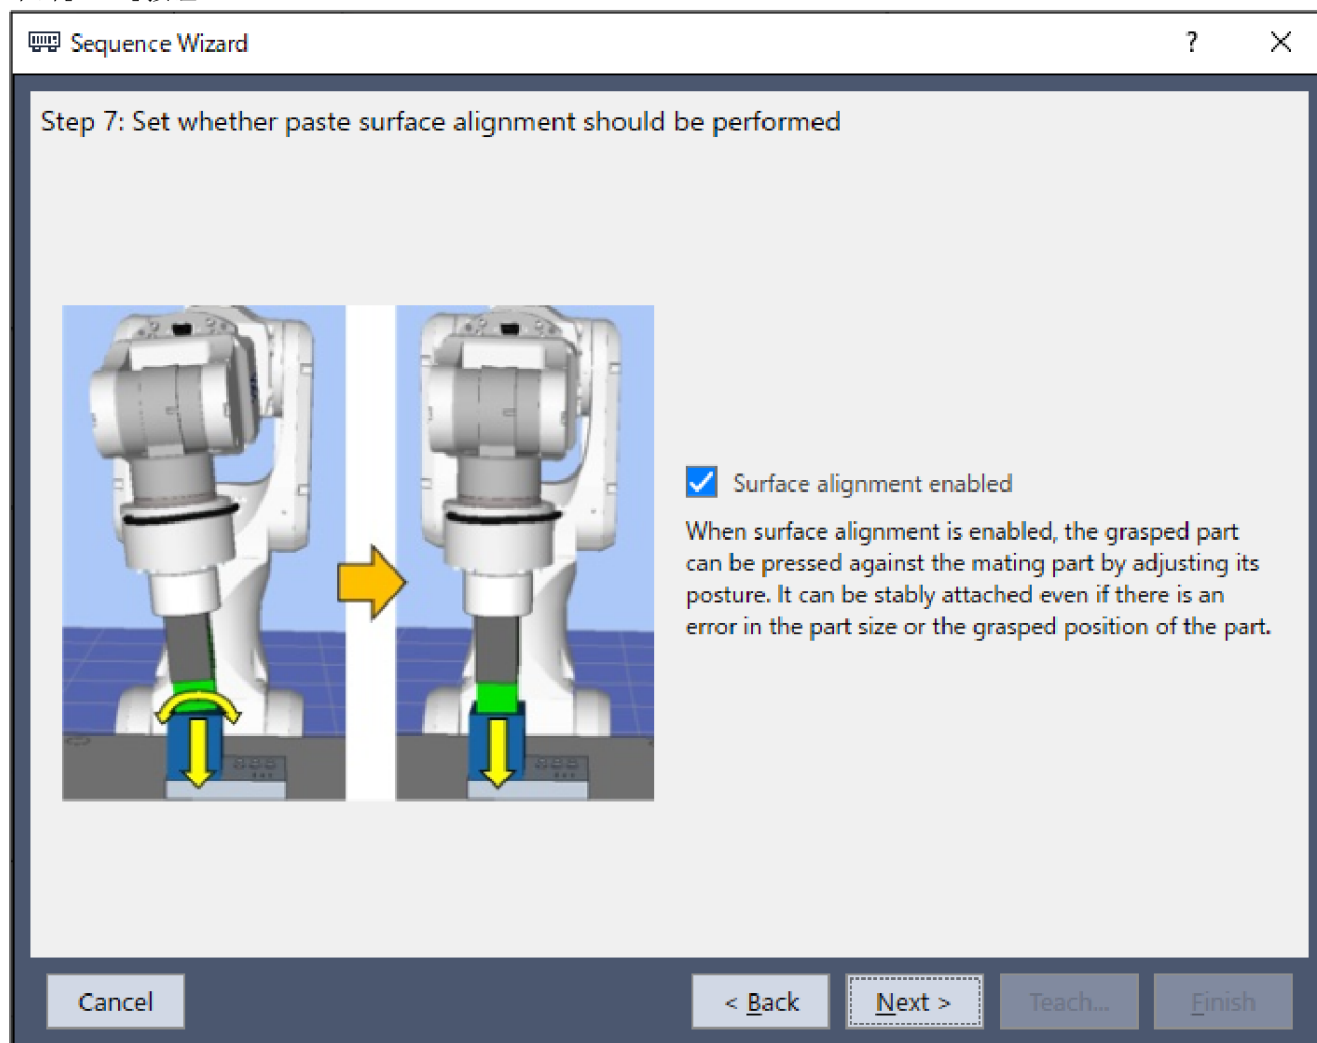 Sequence Wizard
?
Step 7: Set whether paste surface alignment should be performed
Surface alignment enabled
When surface alignment is enabled, the grasped part
can be pressed against the mating part by adjusting its
posture. It can be stably attached even if there is an
error in the part size or the grasped position of the part.
Cancel
< Back
Next >
Teach...
Finish